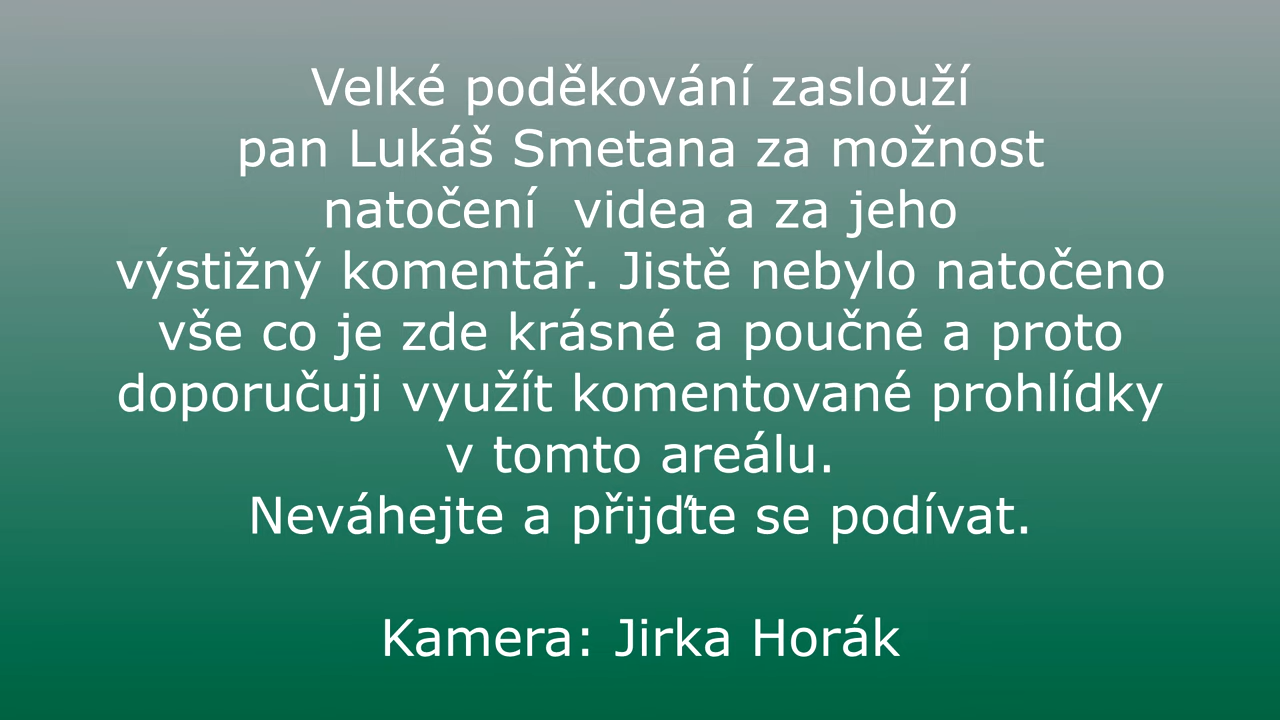 Velké poděkování zaslouží
pan Lukáš Smetana za možnost
natočení  videa a za jeho
výstižný komentář. Jistě nebylo natočeno
vše co je zde krásné a poučné a proto
doporučuji využít komentované prohlídky
v tomto areálu.
Neváhejte a přijďte se podívat.
Kamera: Jirka Horák